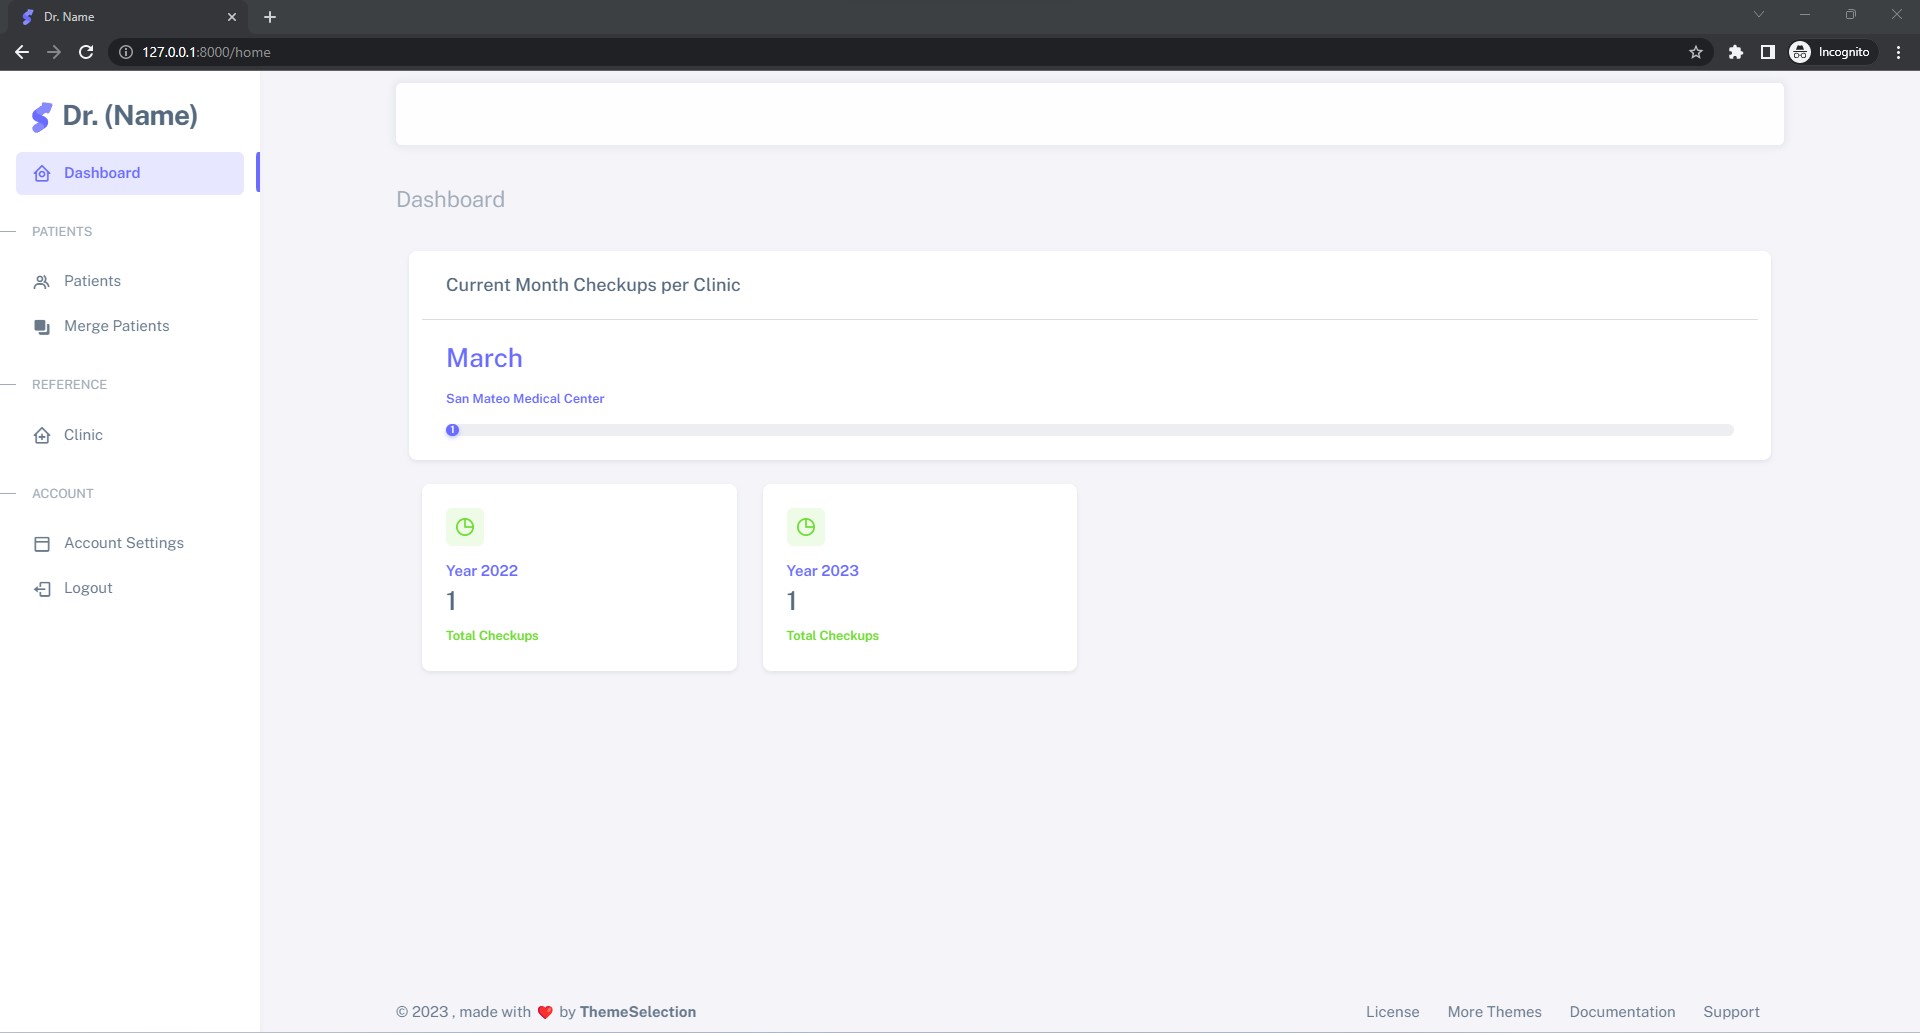 Dr. Name
127.0.0.1:8000/home
Incognito
Dr. (Name)
Dashboard
PATIENTS
Patients
Merge Patients
REFERENCE
Clinic
ACCOUNT
Account Settings
Logout
Dashboard
Current Month Checkups per Clinic
March
San Mateo Medical Center
1
Year 2022
1
Total Checkups
Year 2023
1
Total Checkups
© 2023 , made with ❤️ by ThemeSelection
License More Themes Documentation Support